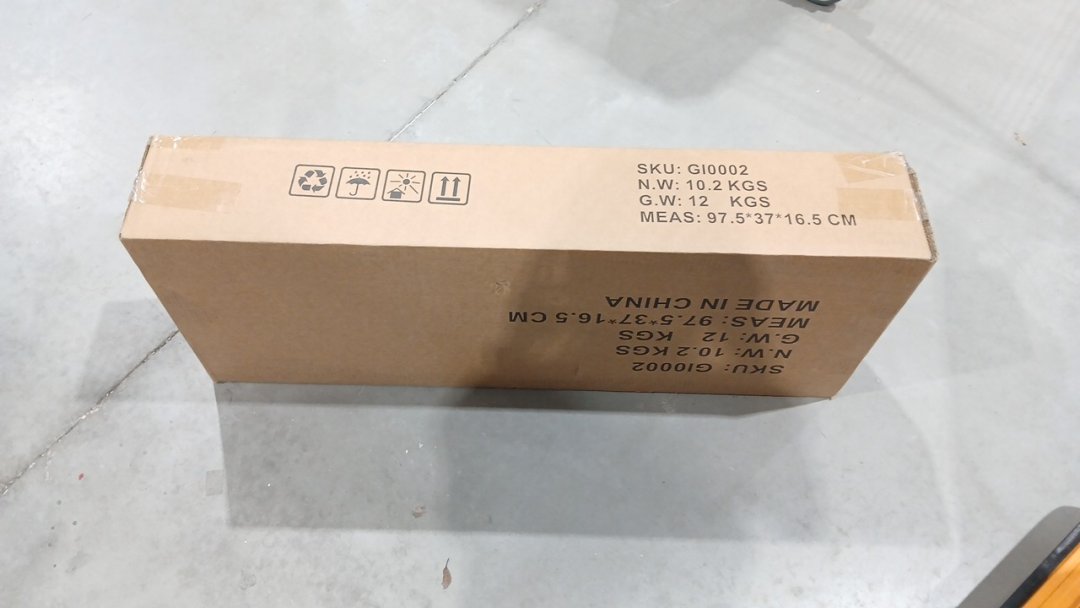 SKU: GI0002
N.W: 10.2 KGS
G.W: 12 KGS
MEAS: 97.5*37*16.5 CM
SKU: GI0002
N.W: 10.2 KGS
G.W: 12 KGS
MEAS: 97.5*37*16.5 CM
MADE IN CHINA